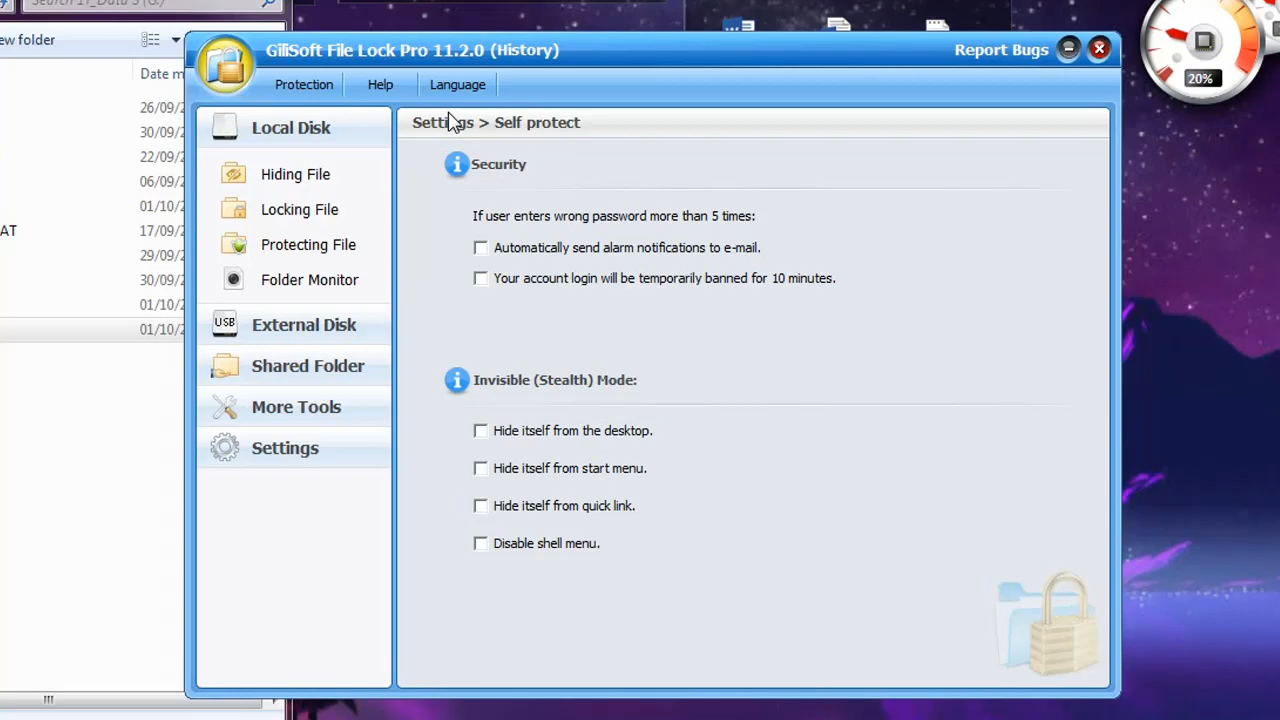 Search 1T_Data 3 (G:)
ew folder
Date m
26/09/2
30/09/2
22/09/2
06/09/2
01/10/2
AT
17/09/2
29/09/2
30/09/2
01/10/2
01/10/2
GiliSoft File Lock Pro 11.2.0 (History)
Report Bugs
Protection
Help
Language
Local Disk
Hiding File
Locking File
Protecting File
Folder Monitor
USB
External Disk
Shared Folder
More Tools
Settings
Settings > Self protect
Security
If user enters wrong password more than 5 times:
Automatically send alarm notifications to e-mail.
Your account login will be temporarily banned for 10 minutes.
Invisible (Stealth) Mode:
Hide itself from the desktop.
Hide itself from start menu.
Hide itself from quick link.
Disable shell menu.
20%